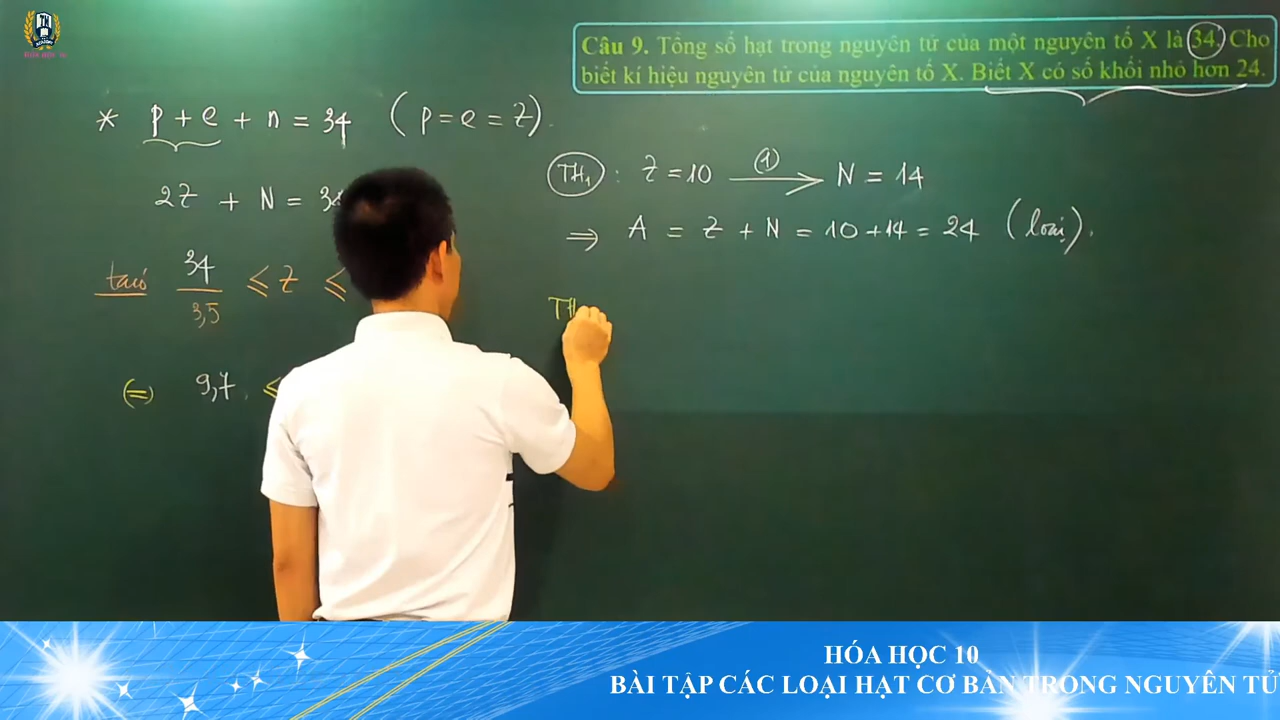 Câu 9. Tổng số hạt trong nguyên tử của một nguyên tố X là 34. Cho
biết kí hiệu nguyên tử của nguyên tố X. Biết X có số khối nhỏ hơn 24.
* p + e + n = 34 (p = e = Z).
2Z + N = 34
ta có 34/3,5 ≤ Z ≤
(=) 9,7 ≤
TH1 : Z = 10 (1) → N = 14
⇒ A = Z + N = 10 + 14 = 24 (loại).
TH
HÓA HỌC 10
BÀI TẬP CÁC LOẠI HẠT CƠ BẢN TRONG NGUYÊN TỬ